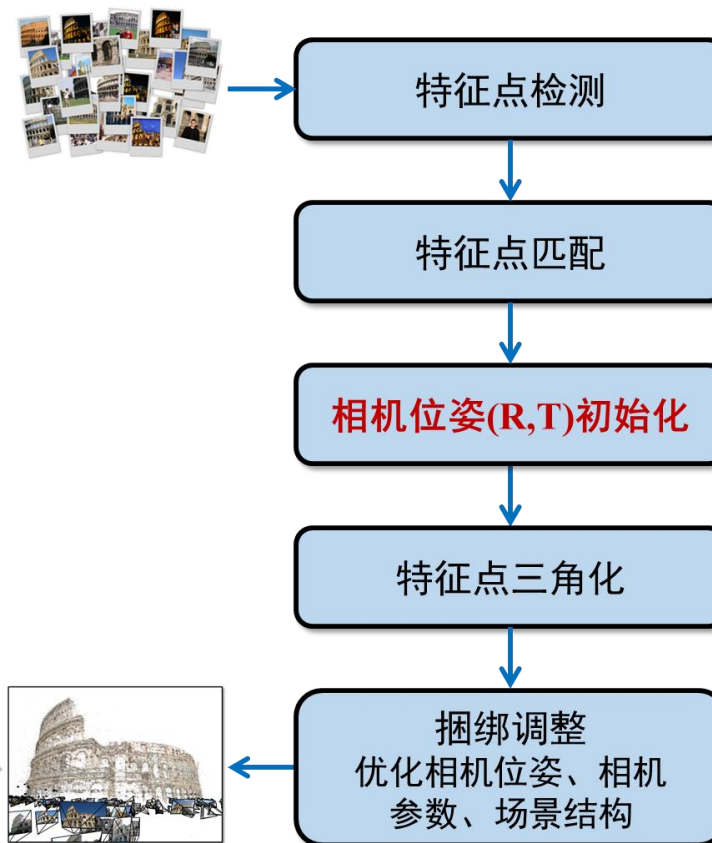 特征点检测
特征点匹配
相机位姿(R,T)初始化
特征点三角化
捆绑调整
优化相机位姿、相机
参数、场景结构